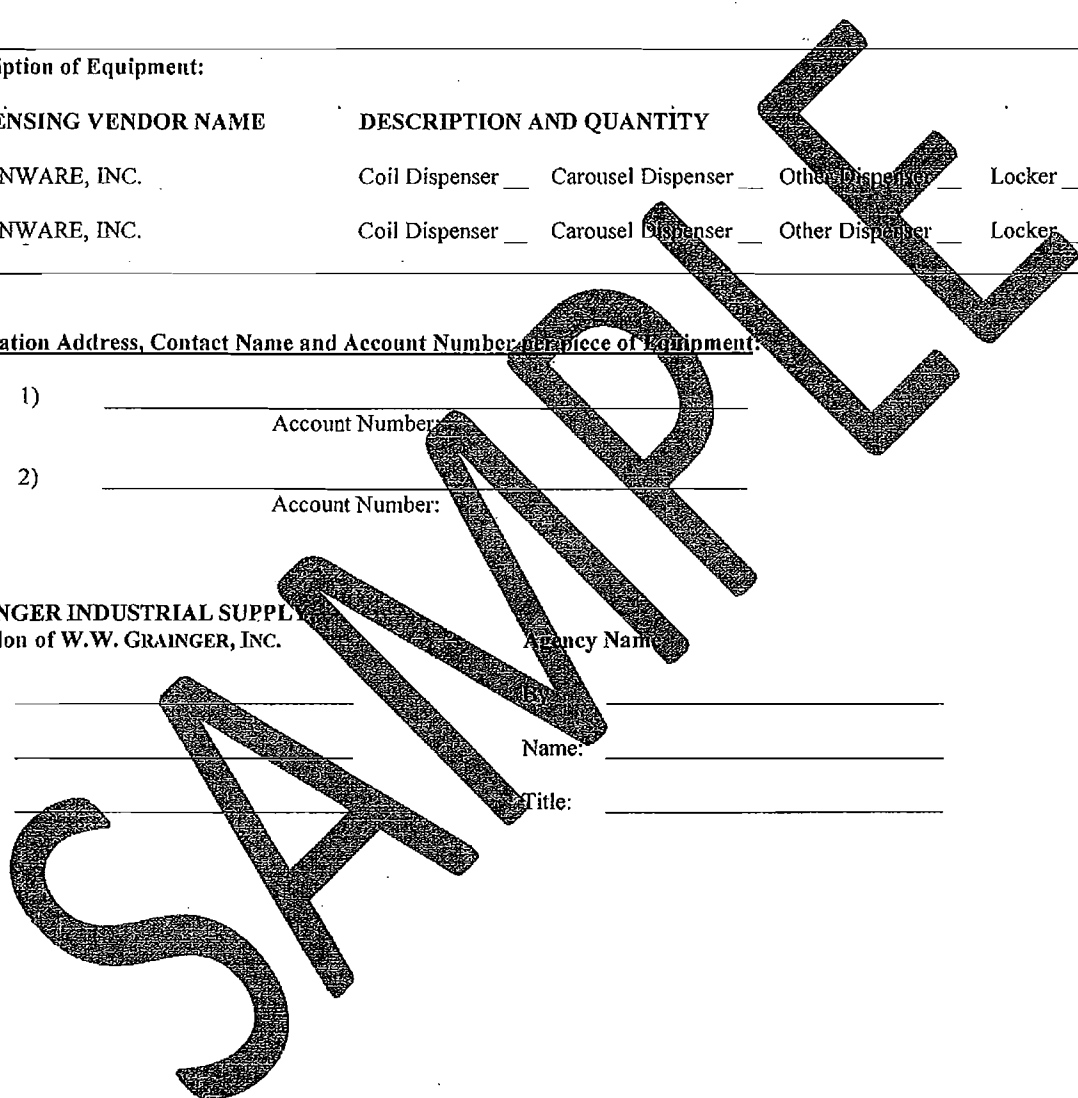 iption of Equipment:
ENSING VENDOR NAME DESCRIPTION AND QUANTITY
NWARE, INC. Coil Dispenser __ Carousel Dispenser __ Other Dispenser __ Locker __
NWARE, INC. Coil Dispenser __ Carousel Dispenser __ Other Dispenser __ Locker __
ation Address, Contact Name and Account Number per piece of Equipment:
1)
Account Number:
2)
Account Number:
NGER INDUSTRIAL SUPPLY,
ion of W.W. GRAINGER, INC. Agency Name
By
Name:
Title:
SAMPLE